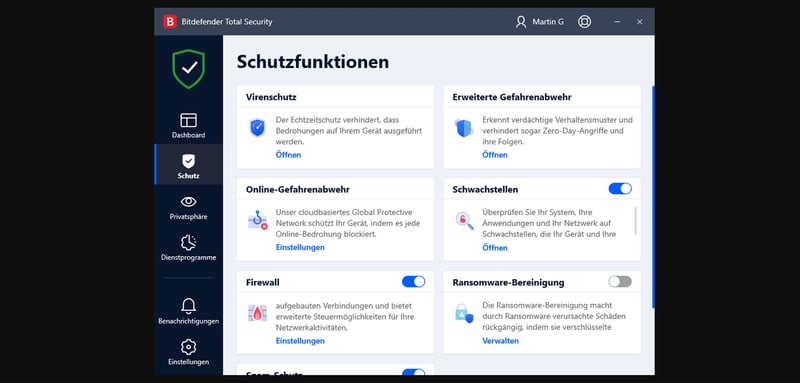 B Bitdefender Total Security
Martin G
Schutzfunktionen
Dashboard
Schutz
Privatsphäre
Dienstprogramme
Benachrichtigungen
Einstellungen
Virenschutz
Der Echtzeitschutz verhindert, dass
Bedrohungen auf Ihrem Gerät ausgeführt
werden.
Öffnen
Erweiterte Gefahrenabwehr
Erkennt verdächtige Verhaltensmuster und
verhindert sogar Zero-Day-Angriffe und
ihre Folgen.
Öffnen
Online-Gefahrenabwehr
Unser cloudbasiertes Global Protective
Network schützt Ihr Gerät, indem es jede
Online-Bedrohung blockiert.
Einstellungen
Schwachstellen
Überprüfen Sie Ihr System, Ihre
Anwendungen und Ihr Netzwerk auf
Schwachstellen, die Ihr Gerät und Ihre
Öffnen
Firewall
aufgebauten Verbindungen und bietet
erweiterte Steuermöglichkeiten für Ihre
Netzwerkaktivitäten.
Einstellungen
Ransomware-Bereinigung
Die Ransomware-Bereinigung macht
durch Ransomware verursachte Schäden
rückgängig, indem sie verschlüsselte
Verwalten
Spam-Schutz